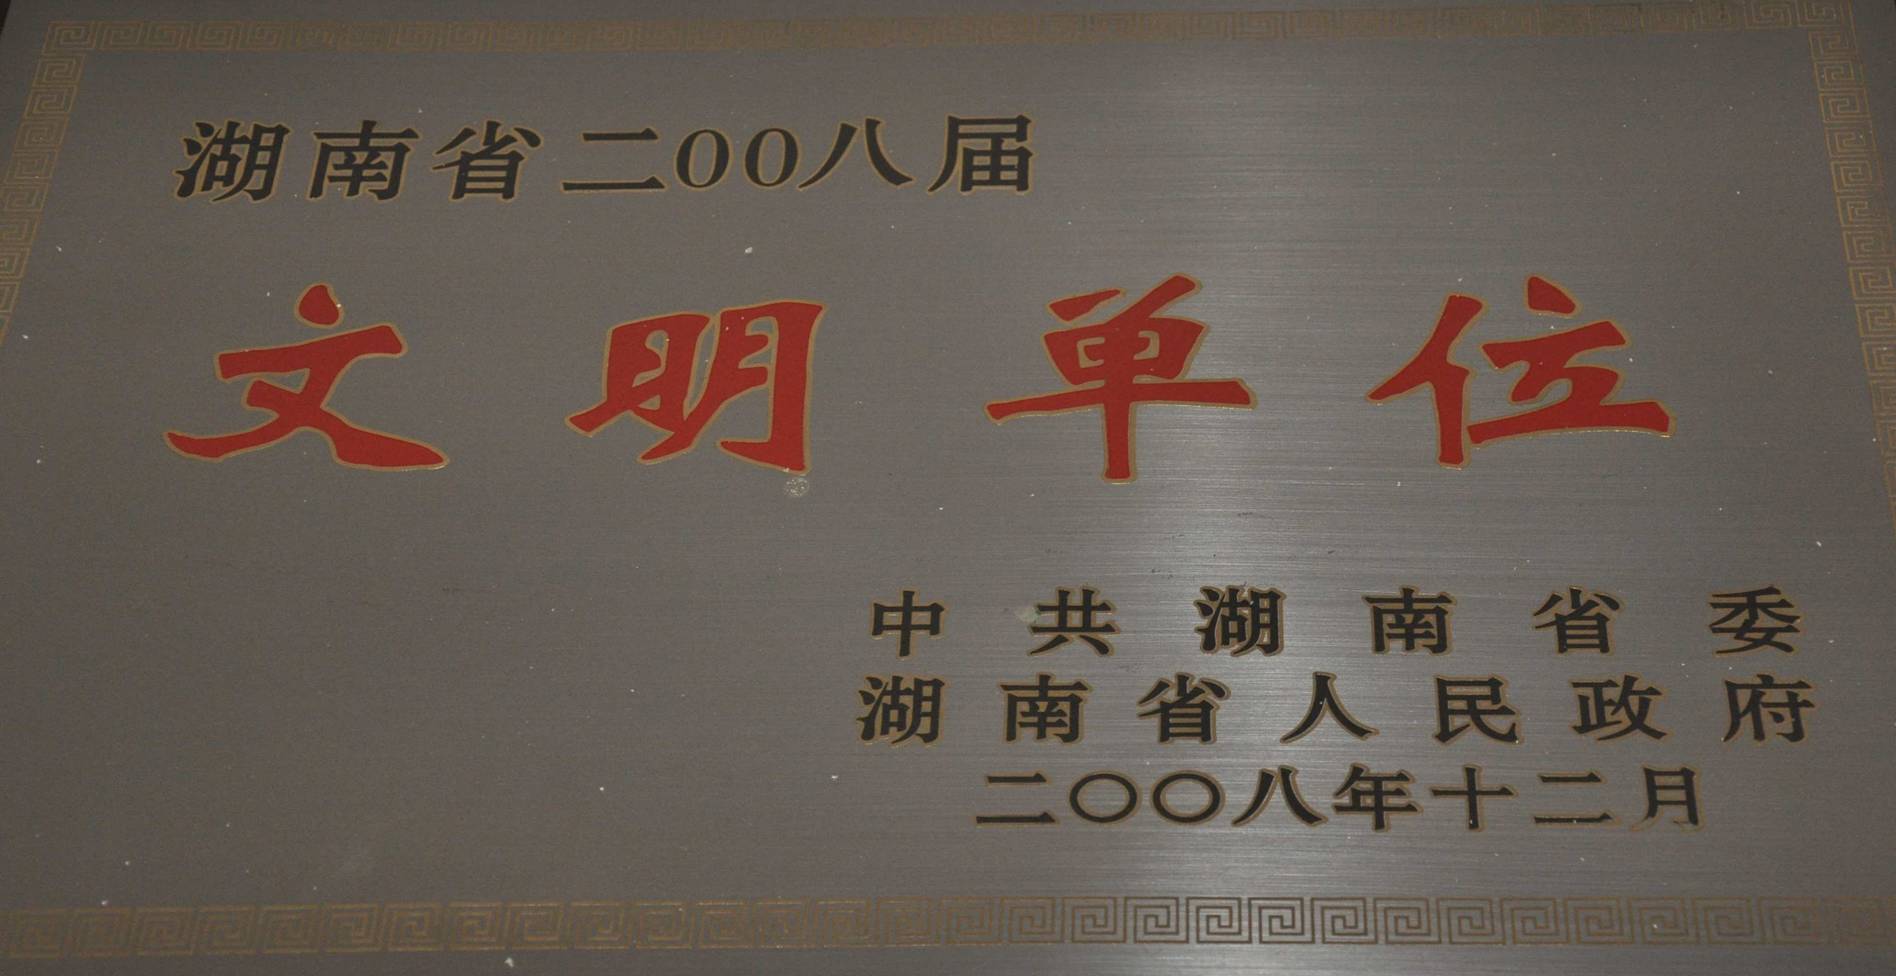 湖南省二00八届
文明单位
中共湖南省委
湖南省人民政府
二〇〇八年十二月